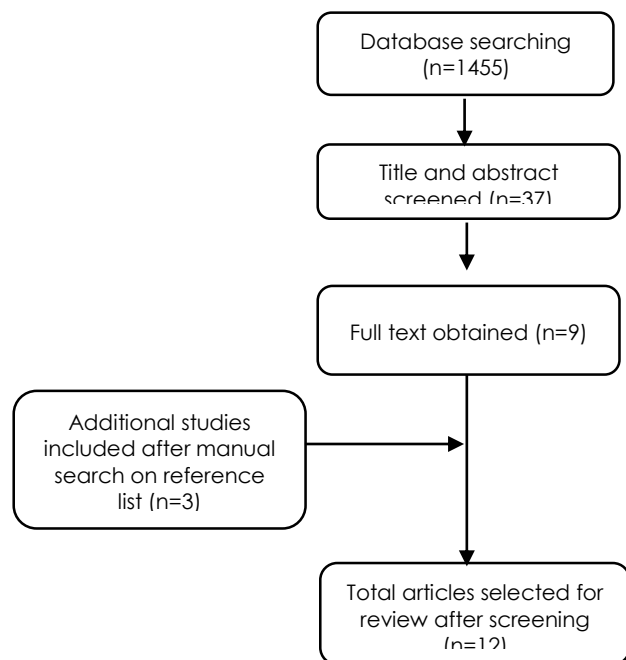 Database searching
(n=1455)
Title and abstract
screened (n=37)
Full text obtained (n=9)
Additional studies
included after manual
search on reference
list (n=3)
Total articles selected for
review after screening
(n=12)